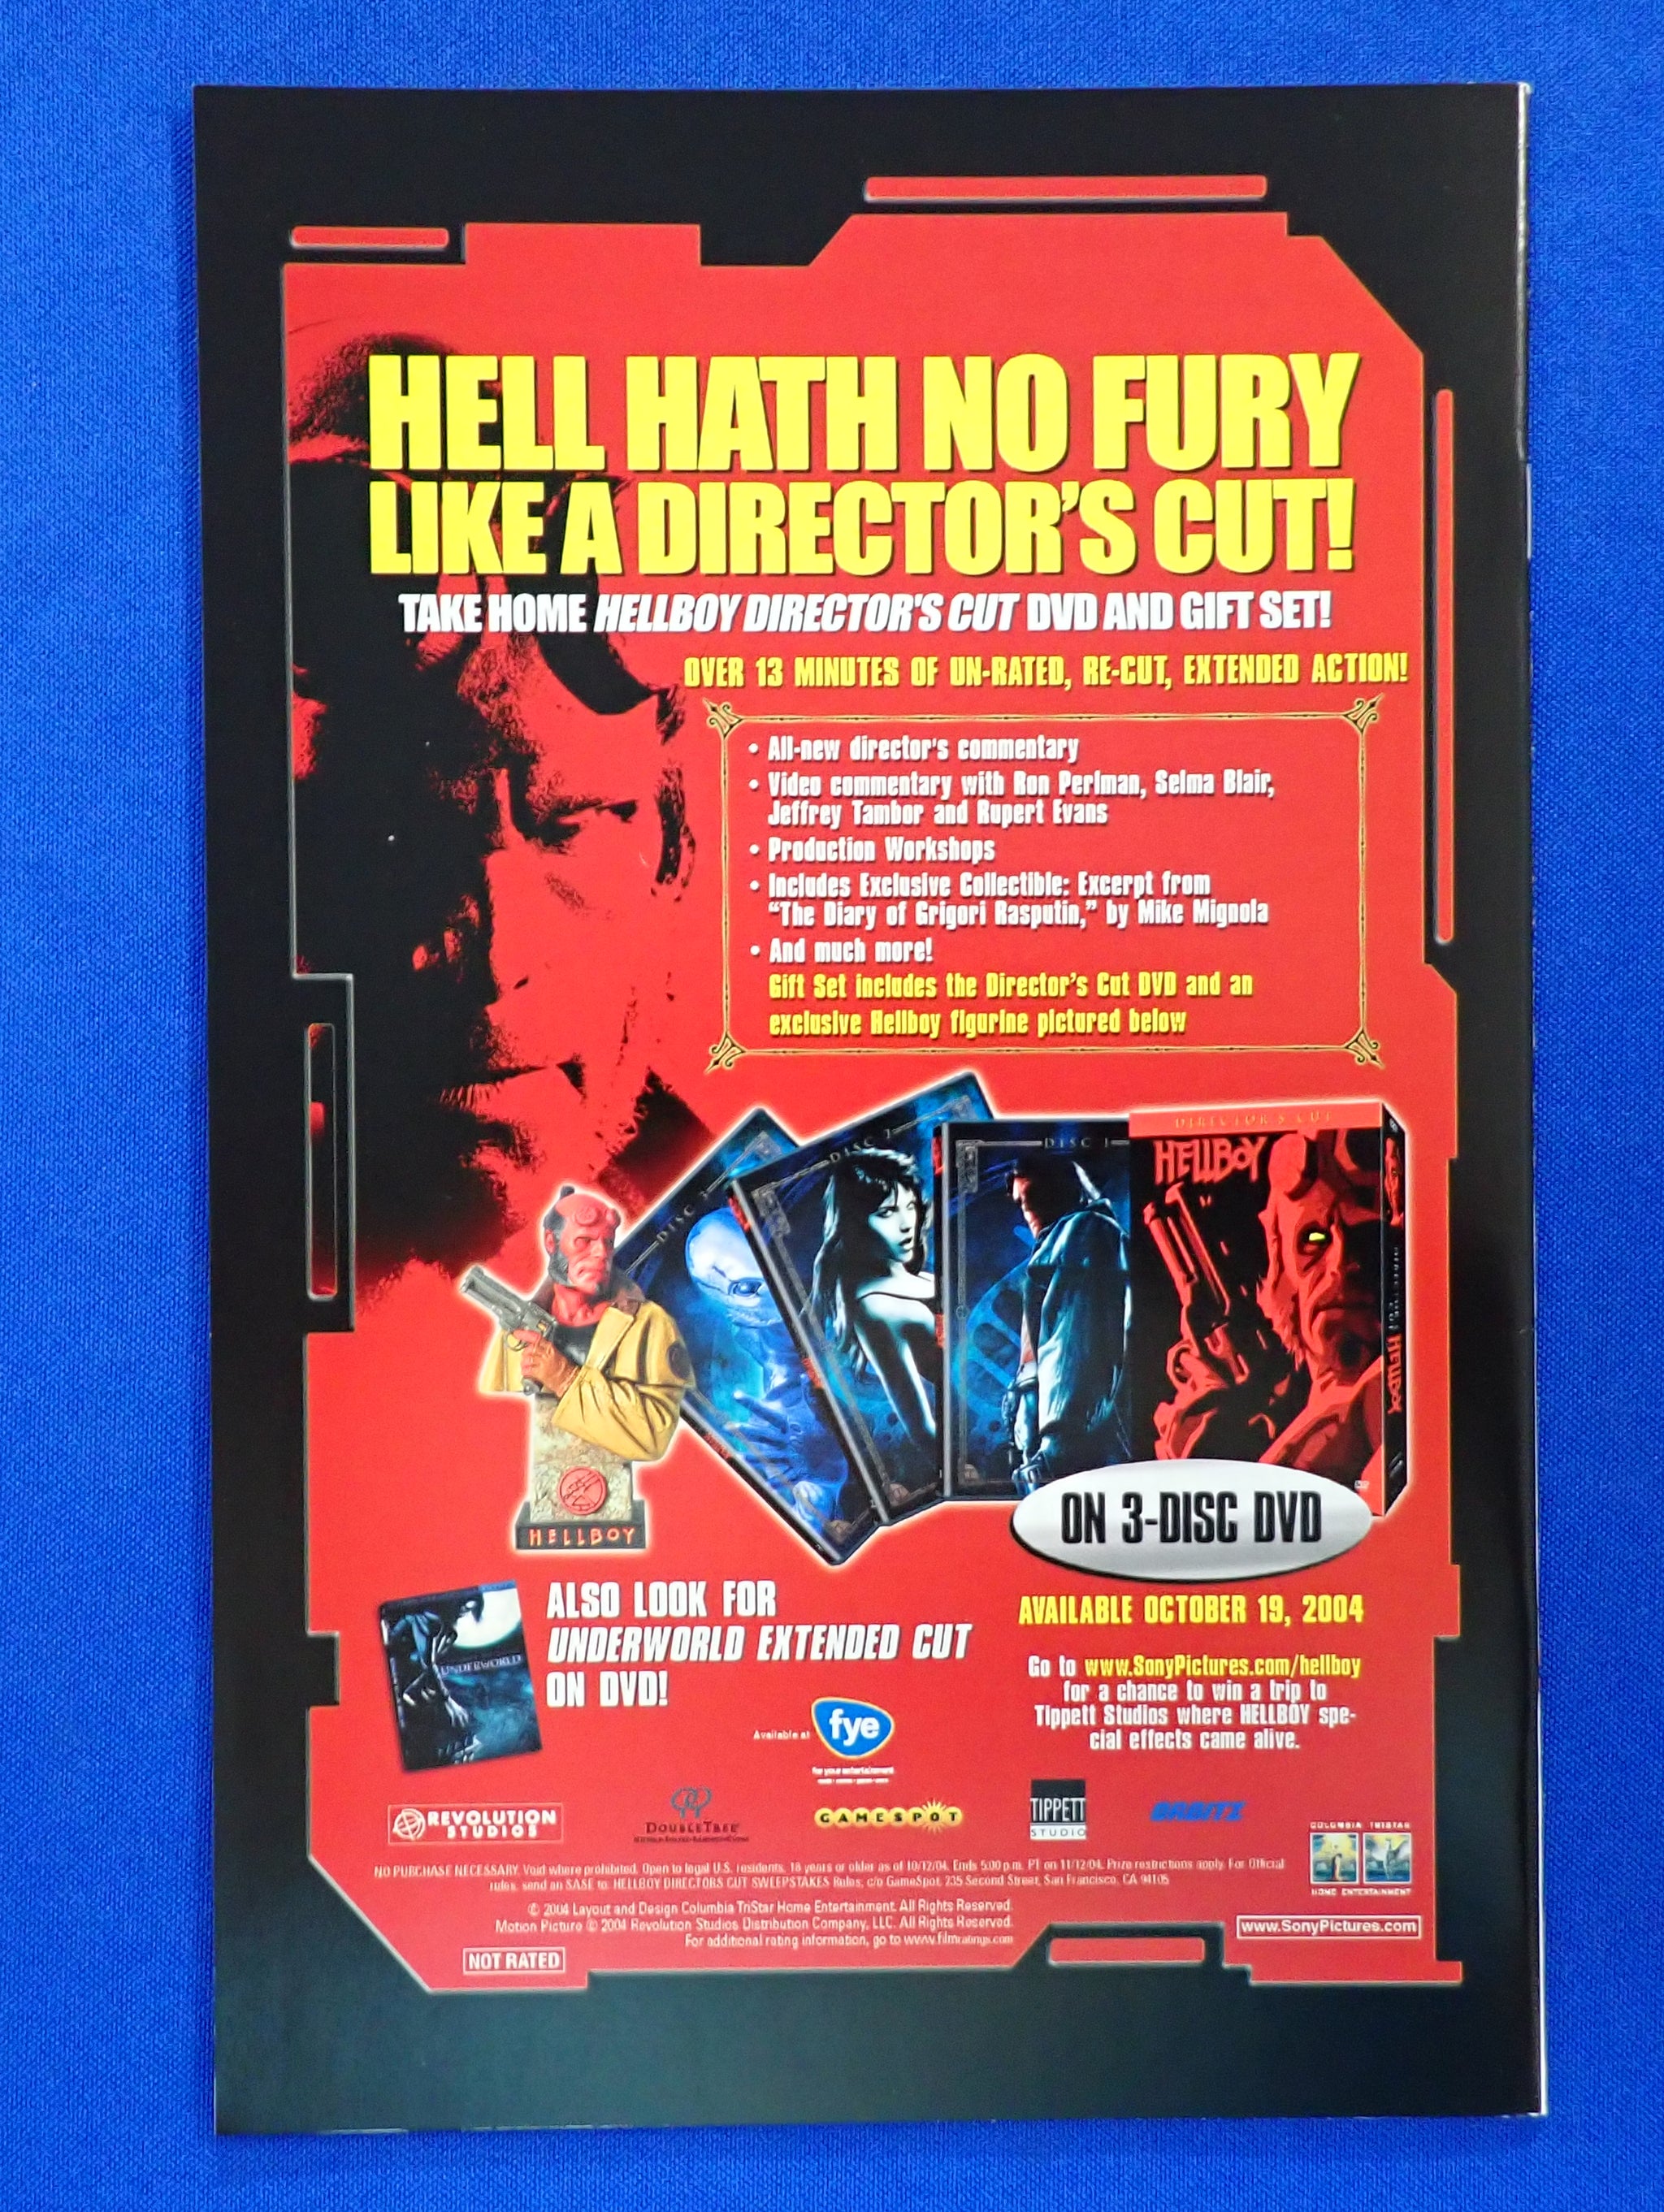 HELL HATH NO FURY
LIKE A DIRECTOR'S CUT!
TAKE HOME HELLBOY DIRECTOR'S CUT DVD AND GIFT SET!
OVER 13 MINUTES OF UN-RATED, RE-CUT, EXTENDED ACTION!
• All-new director's commentary
• Video commentary with Ron Perlman, Selma Blair,
Jeffrey Tambor and Rupert Evans
• Production Workshops
• Includes Exclusive Collectible: Excerpt from
"The Diary of Grigori Rasputin," by Mike Mignola
• And much more!
Gift Set includes the Director's Cut DVD and an
exclusive Hellboy figurine pictured below
DISC
DISC
DISC 1
DIRECTOR'S CUT
HELLBOY
HELLBOY
HELLBOY
ON 3-DISC DVD
UNDERWORLD
ALSO LOOK FOR
UNDERWORLD EXTENDED CUT
ON DVD!
AVAILABLE OCTOBER 19, 2004
Go to www.SonyPictures.com/hellboy
for a chance to win a trip to
Tippett Studios where HELLBOY spe-
cial effects came alive.
Available at fye
for your entertainment
REVOLUTION
STUDIOS
DOUBLETREE
GAMESPOT
TIPPETT
STUDIO
ORBITZ
COLUMBIA TRISTAR
HOME ENTERTAINMENT
NO PURCHASE NECESSARY. Void where prohibited. Open to legal U.S. residents, 18 years or older as of 10/12/04. Ends 5:00 p.m. PT on 11/12/04. Prize restrictions apply. For Official
rules, send an SASE to: HELLBOY DIRECTORS CUT SWEEPSTAKES Rules, c/o GameSpot, 235 Second Street, San Francisco, CA 94105
© 2004 Layout and Design Columbia TriStar Home Entertainment. All Rights Reserved.
Motion Picture © 2004 Revolution Studios Distribution Company, LLC. All Rights Reserved.
For additional rating information, go to www.filmratings.com
www.SonyPictures.com
NOT RATED